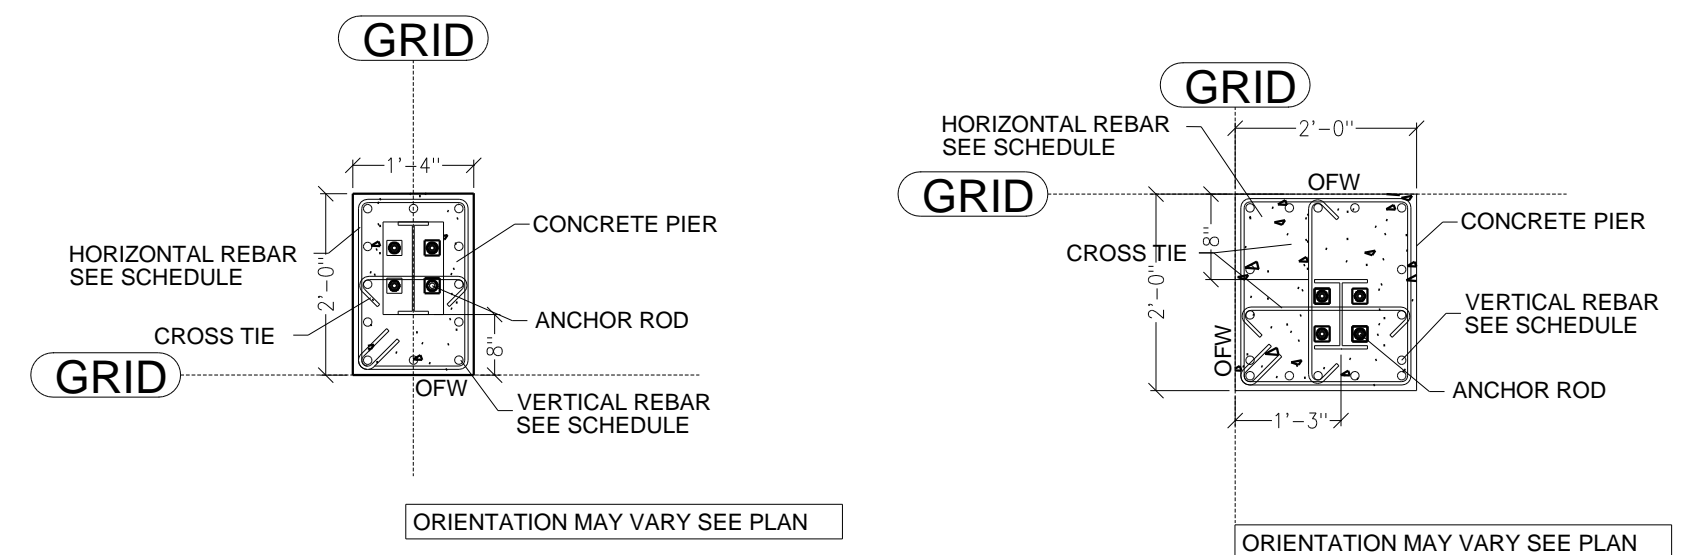 GRID
1'-4"
2'-0"
HORIZONTAL REBAR
SEE SCHEDULE
CONCRETE PIER
CROSS TIE
ANCHOR ROD
8"
GRID
OFW
VERTICAL REBAR
SEE SCHEDULE
ORIENTATION MAY VARY SEE PLAN
GRID
HORIZONTAL REBAR
SEE SCHEDULE
2'-0"
GRID
OFW
8"
CROSS TIE
2'-0"
CONCRETE PIER
VERTICAL REBAR
SEE SCHEDULE
OFW
ANCHOR ROD
1'-3"
ORIENTATION MAY VARY SEE PLAN